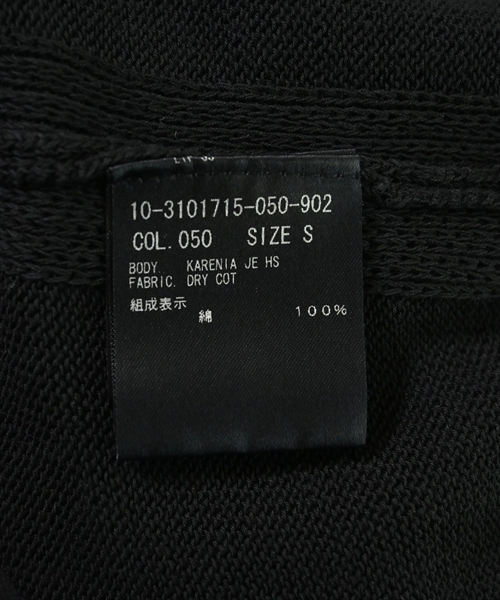 10-3101715-050-902
COL.050 SIZE S
BODY. KARENIA JE HS
FABRIC. DRY COT
組成表示
綿 100%